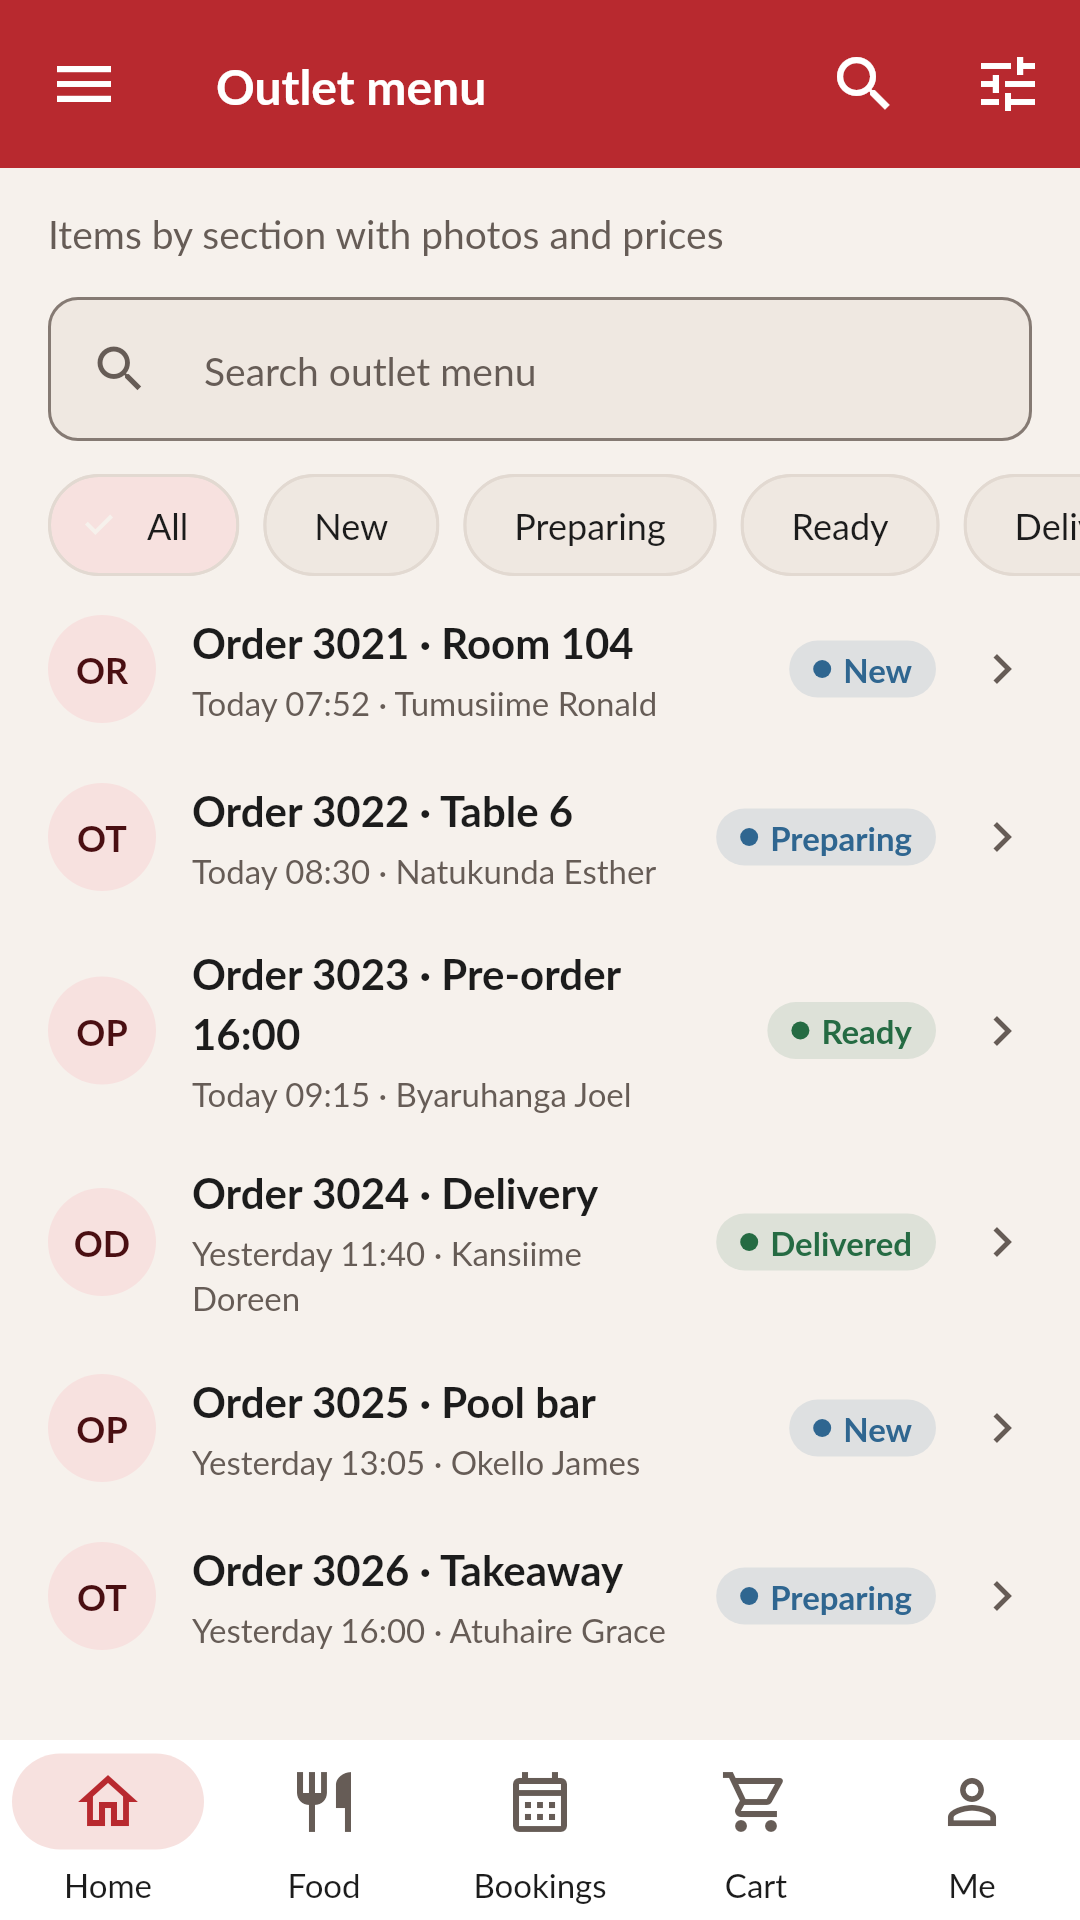 Outlet menu
Items by section with photos and prices
Search outlet menu
All
New
Preparing
Ready
OR
Order 3021 · Room 104
Today 07:52 · Tumusiime Ronald
New
OT
Order 3022 · Table 6
Today 08:30 · Natukunda Esther
Preparing
OP
Order 3023 · Pre-order
16:00
Today 09:15 · Byaruhanga Joel
Ready
OD
Order 3024 · Delivery
Yesterday 11:40 · Kansiime
Doreen
Delivered
OP
Order 3025 · Pool bar
Yesterday 13:05 · Okello James
New
OT
Order 3026 · Takeaway
Yesterday 16:00 · Atuhaire Grace
Preparing
Home
Food
Bookings
Cart
Me